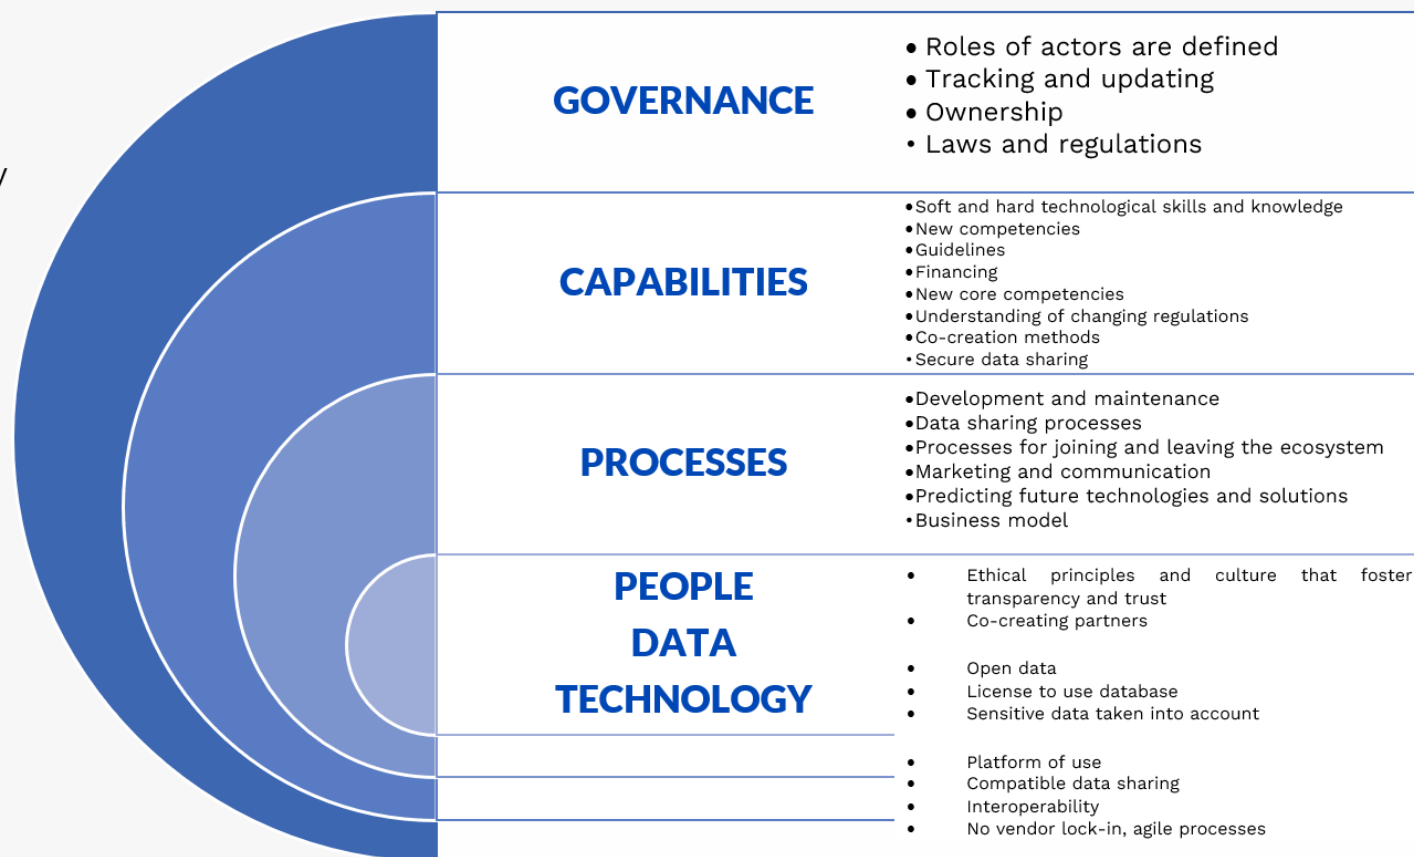 GOVERNANCE
• Roles of actors are defined
• Tracking and updating
• Ownership
• Laws and regulations
CAPABILITIES
•Soft and hard technological skills and knowledge
•New competencies
•Guidelines
•Financing
•New core competencies
•Understanding of changing regulations
•Co-creation methods
•Secure data sharing
PROCESSES
•Development and maintenance
•Data sharing processes
•Processes for joining and leaving the ecosystem
•Marketing and communication
•Predicting future technologies and solutions
•Business model
PEOPLE
DATA
TECHNOLOGY
• Ethical principles and culture that foster
transparency and trust
• Co-creating partners
• Open data
• License to use database
• Sensitive data taken into account
• Platform of use
• Compatible data sharing
• Interoperability
• No vendor lock-in, agile processes